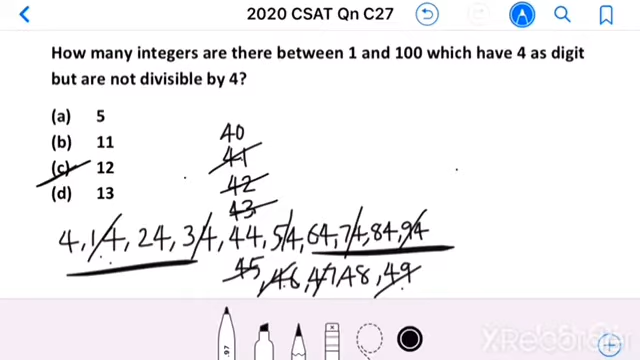 2020 CSAT Qn C27
How many integers are there between 1 and 100 which have 4 as digit
but are not divisible by 4?
(a) 5
(b) 11
(c) 12
(d) 13
40
41
42
43
4, 14, 24, 34, 44, 54, 64, 74, 84, 94
45, 46, 47, 48, 49
.97
XRecorder